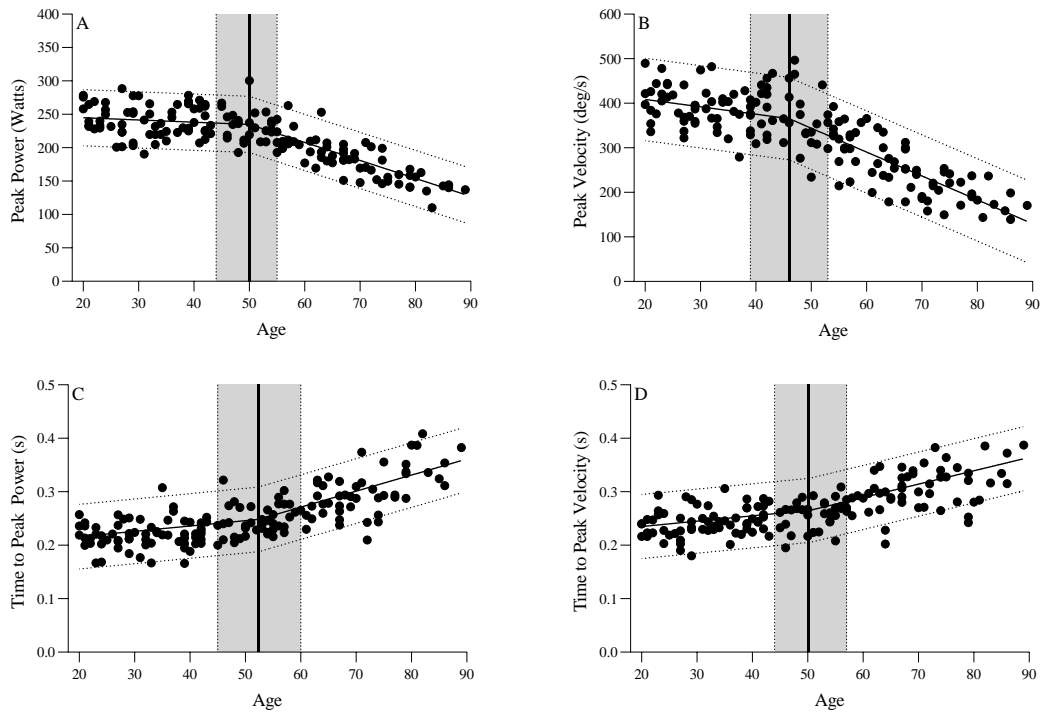 A
400
350
300
250
200
150
100
50
0
Peak Power (Watts)
20 30 40 50 60 70 80 90
Age
B
600
500
400
300
200
100
0
Peak Velocity (deg/s)
20 30 40 50 60 70 80 90
Age
C
0.5
0.4
0.3
0.2
0.1
0.0
Time to Peak Power (s)
20 30 40 50 60 70 80 90
Age
D
0.5
0.4
0.3
0.2
0.1
0.0
Time to Peak Velocity (s)
20 30 40 50 60 70 80 90
Age